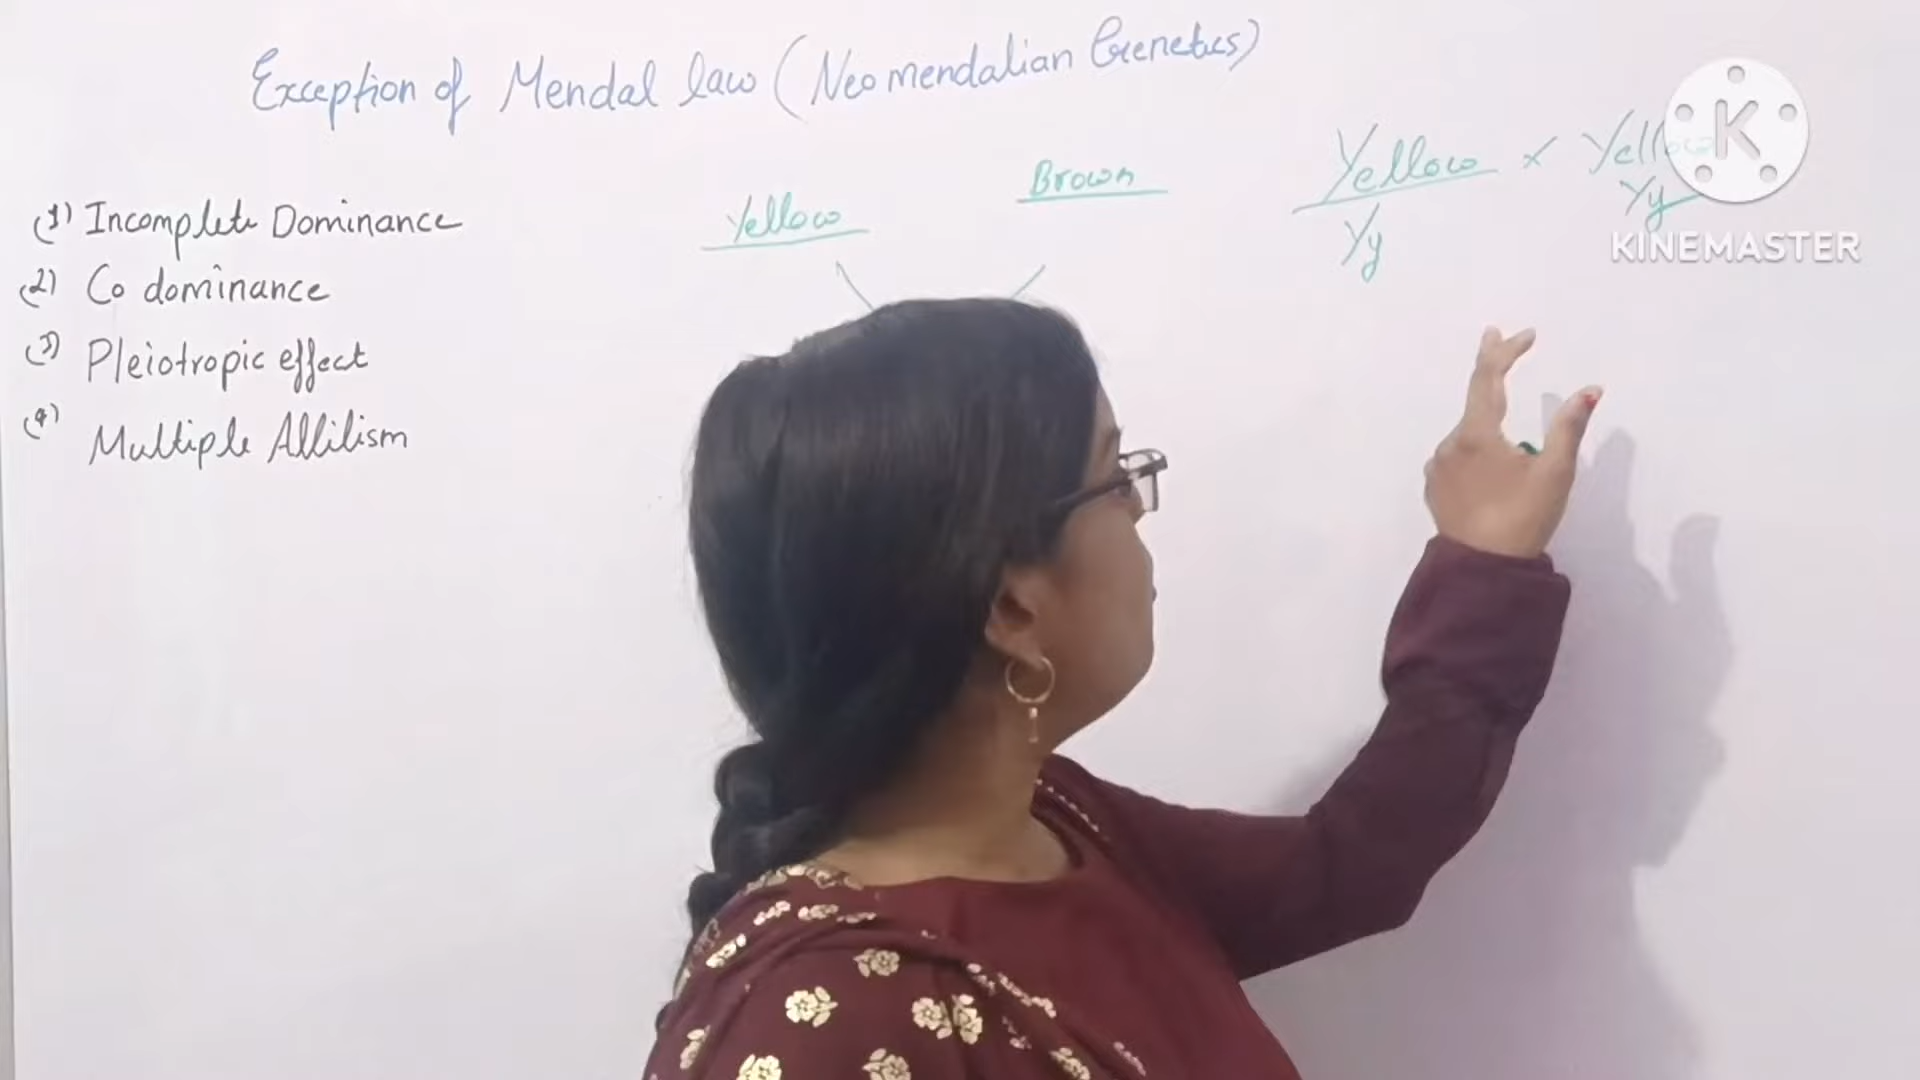 Exception of Mendal law (Neo mendalian Genetics)
(1) Incomplete Dominance
(2) Co dominance
(3) Pleiotropic effect
(4) Multiple Allilism
Yellow
Brown
Yellow × Yellow
Yy Yy
K
KINEMASTER